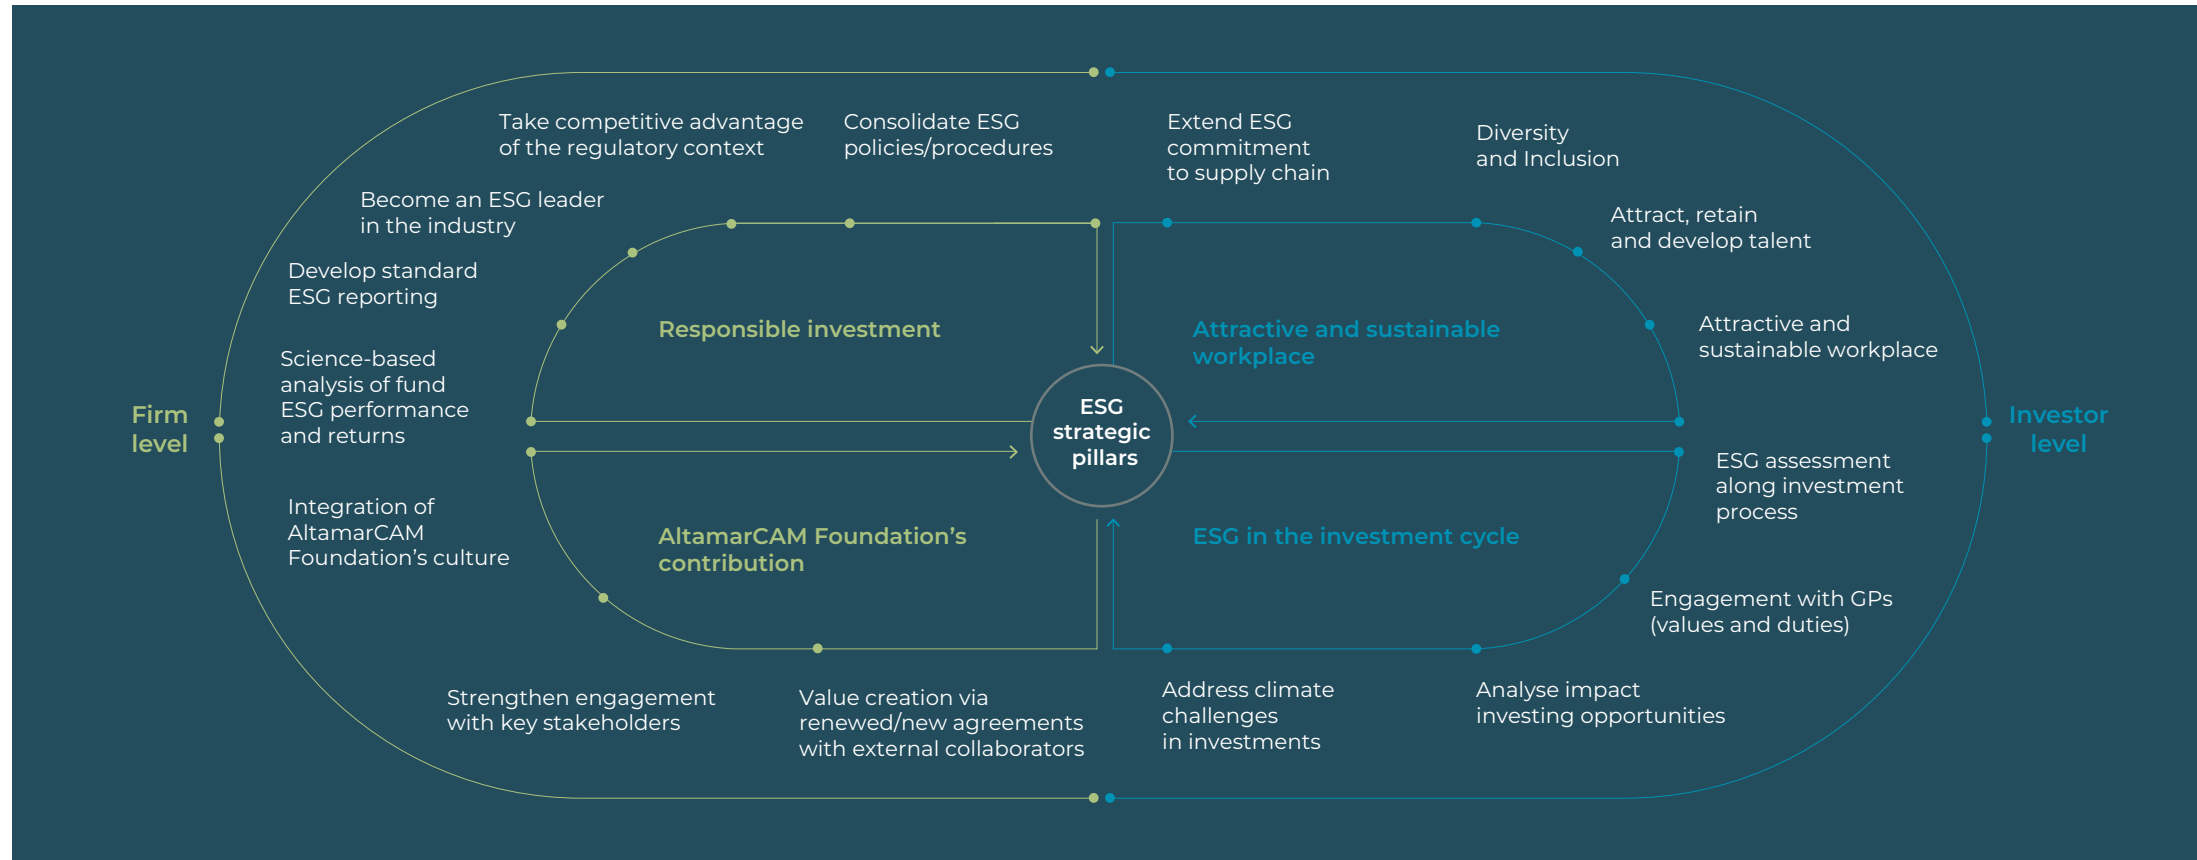 Take competitive advantage
of the regulatory context
Consolidate ESG
policies/procedures
Extend ESG
commitment
to supply chain
Diversity
and Inclusion
Become an ESG leader
in the industry
Attract, retain
and develop talent
Develop standard
ESG reporting
Responsible investment
Attractive and sustainable
workplace
Attractive and
sustainable workplace
Science-based
analysis of fund
ESG performance
and returns
Firm
level
ESG
strategic
pillars
Investor
level
ESG assessment
along investment
process
Integration of
AltamarCAM
Foundation’s culture
AltamarCAM Foundation’s
contribution
ESG in the investment cycle
Engagement with GPs
(values and duties)
Strengthen engagement
with key stakeholders
Value creation via
renewed/new agreements
with external collaborators
Address climate
challenges
in investments
Analyse impact
investing opportunities